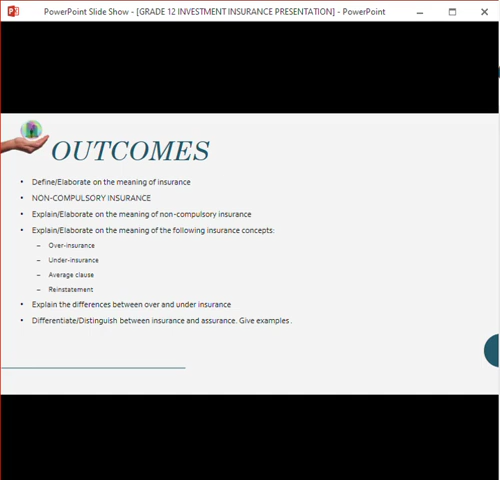 PowerPoint Slide Show - [GRADE 12 INVESTMENT INSURANCE PRESENTATION] - PowerPoint
OUTCOMES
• Define/Elaborate on the meaning of insurance
• NON-COMPULSORY INSURANCE
• Explain/Elaborate on the meaning of non-compulsory insurance
• Explain/Elaborate on the meaning of the following insurance concepts:
– Over-insurance
– Under-insurance
– Average clause
– Reinstatement
• Explain the differences between over and under insurance
• Differentiate/Distinguish between insurance and assurance. Give examples.